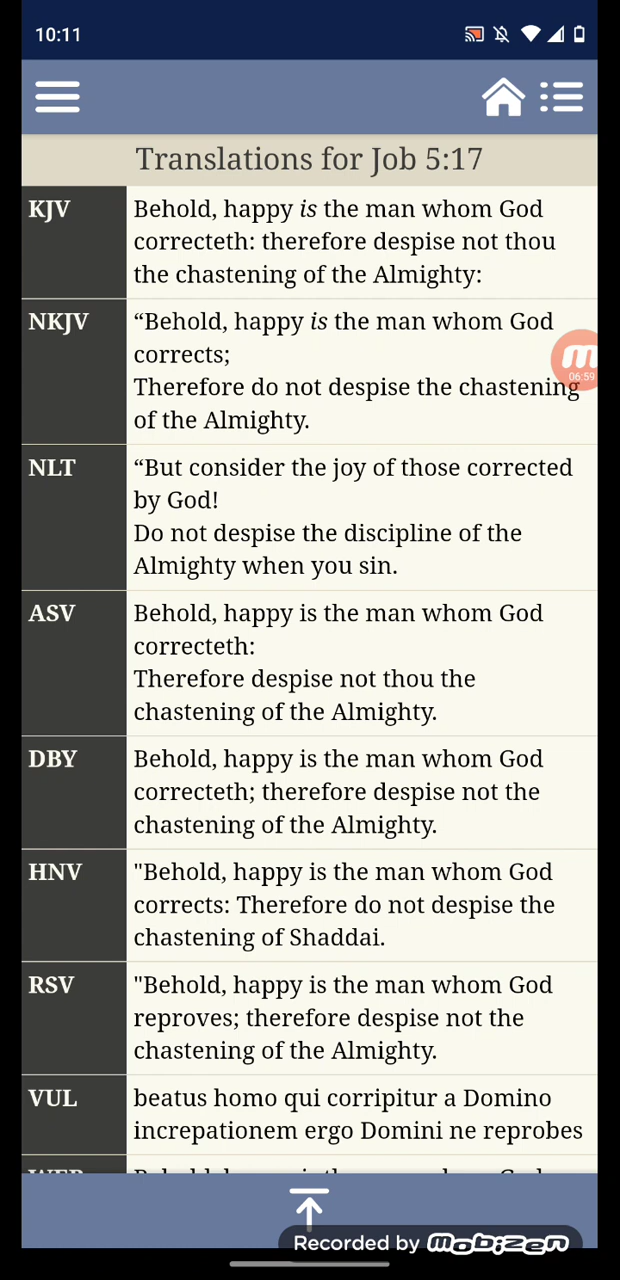 10:11
Translations for Job 5:17
KJV
Behold, happy is the man whom God
correcteth: therefore despise not thou
the chastening of the Almighty:
NKJV
“Behold, happy is the man whom God
corrects;
Therefore do not despise the chastening
of the Almighty.
06:59
NLT
“But consider the joy of those corrected
by God!
Do not despise the discipline of the
Almighty when you sin.
ASV
Behold, happy is the man whom God
correcteth:
Therefore despise not thou the
chastening of the Almighty.
DBY
Behold, happy is the man whom God
correcteth; therefore despise not the
chastening of the Almighty.
HNV
"Behold, happy is the man whom God
corrects: Therefore do not despise the
chastening of Shaddai.
RSV
"Behold, happy is the man whom God
reproves; therefore despise not the
chastening of the Almighty.
VUL
beatus homo qui corripitur a Domino
increpationem ergo Domini ne reprobes
Recorded by Mobizen